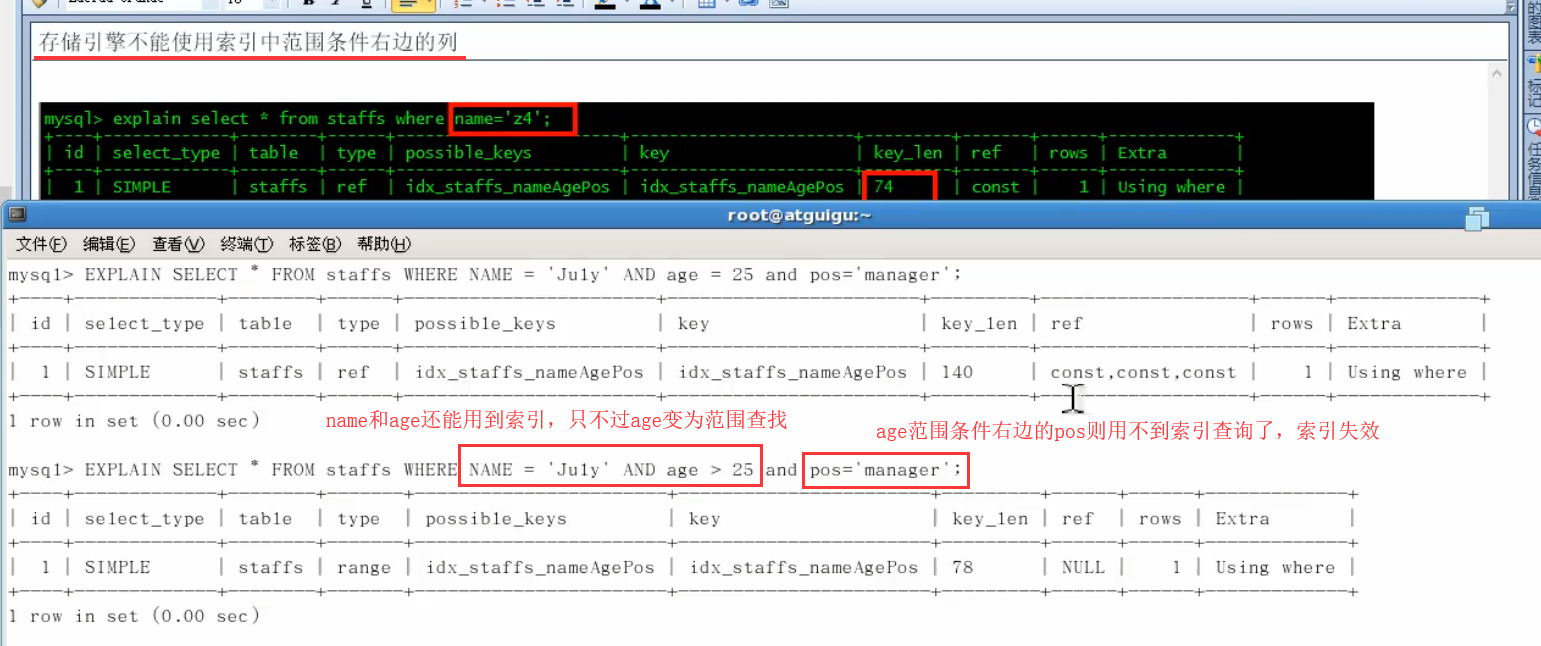 存储引擎不能使用索引中范围条件右边的列
mysql> explain select * from staffs where name='z4';
| id | select_type | table | type | possible_keys | key | key_len | ref | rows | Extra |
| 1 | SIMPLE | staffs | ref | idx_staffs_nameAgePos | idx_staffs_nameAgePos | 74 | const | 1 | Using where |
root@atguigu:~
文件(F) 编辑(E) 查看(V) 终端(T) 标签(B) 帮助(H)
mysql> EXPLAIN SELECT * FROM staffs WHERE NAME = 'July' AND age = 25 and pos='manager';
| id | select_type | table | type | possible_keys | key | key_len | ref | rows | Extra |
| 1 | SIMPLE | staffs | ref | idx_staffs_nameAgePos | idx_staffs_nameAgePos | 140 | const,const,const | 1 | Using where |
1 row in set (0.00 sec)
name和age还能用到索引，只不过age变为范围查找
age范围条件右边的pos则用不到索引查询了，索引失效
mysql> EXPLAIN SELECT * FROM staffs WHERE NAME = 'July' AND age > 25 and pos='manager';
| id | select_type | table | type | possible_keys | key | key_len | ref | rows | Extra |
| 1 | SIMPLE | staffs | range | idx_staffs_nameAgePos | idx_staffs_nameAgePos | 78 | NULL | 1 | Using where |
1 row in set (0.00 sec)
的图表
标记
任务信息